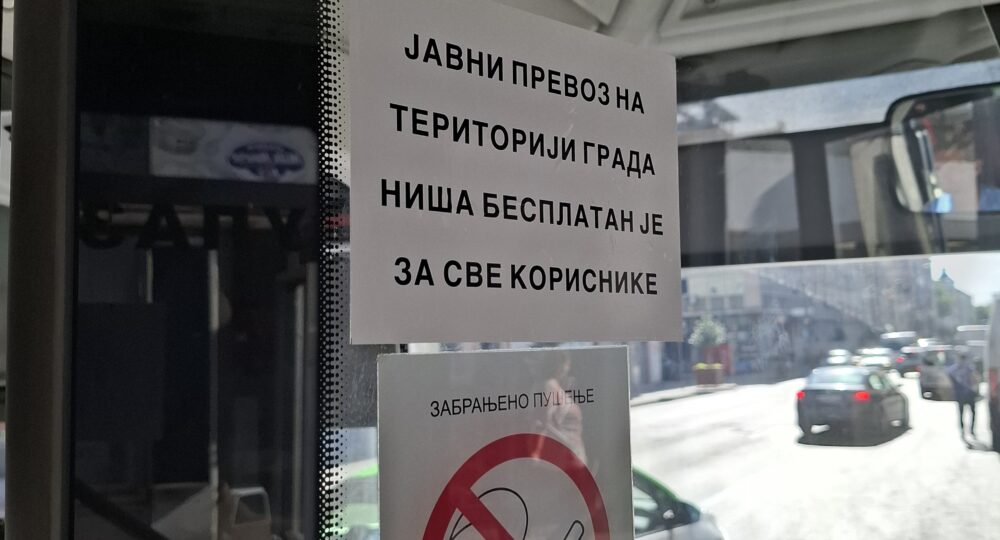 ЈАВНИ ПРЕВОЗ НА
ТЕРИТОРИЈИ ГРАДА
НИША БЕСПЛАТАН ЈЕ
ЗА СВЕ КОРИСНИКЕ
ЗАБРАЊЕНО ПУШЕЊЕ